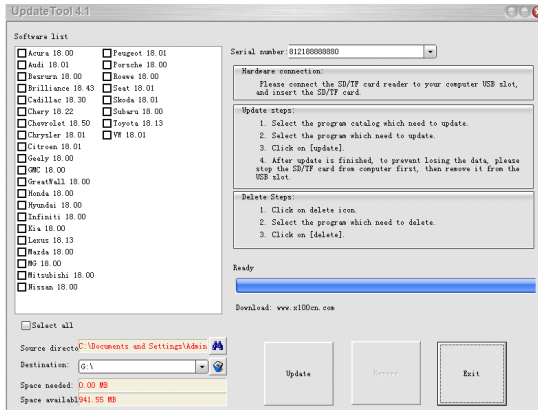 UpdateTool 4.1
Software list
Acura 18.00
Audi 18.01
Besrurn 18.00
Brilliance 18.43
Cadillac 18.30
Chery 18.22
Chevrolet 18.50
Chrysler 18.01
Citroen 18.01
Geely 18.00
GMC 18.00
GreatWall 18.00
Honda 18.00
Hyundai 18.00
Infiniti 18.00
Kia 18.00
Lexus 18.13
Mazda 18.00
MG 18.00
Mitsubishi 18.00
Nissan 18.00
Peugeot 18.01
Porsche 18.00
Roewe 18.00
Seat 18.01
Skoda 18.01
Subaru 18.00
Toyota 18.13
VW 18.01
Select all
Source directo C:\Documents and Settings\Admin
Destination: G:\
Space needed: 0.00 MB
Space availabl 941.55 MB
Serial number: 812188888880
Hardware connection:
Please connect the SD/TF card reader to your computer USB slot,
and insert the SD/TF card.
Update steps:
1. Select the program catalog which need to update.
2. Select the program which need to update.
3. Click on [update].
4. After update is finished, to prevent losing the data, please
stop the SD/TF card from computer first, then remove it from the
USB slot.
Delete Steps:
1. Click on delete icon.
2. Select the program which need to delete.
3. Click on [delete].
Ready
Download: www.x100cn.com
Update
Remove
Exit